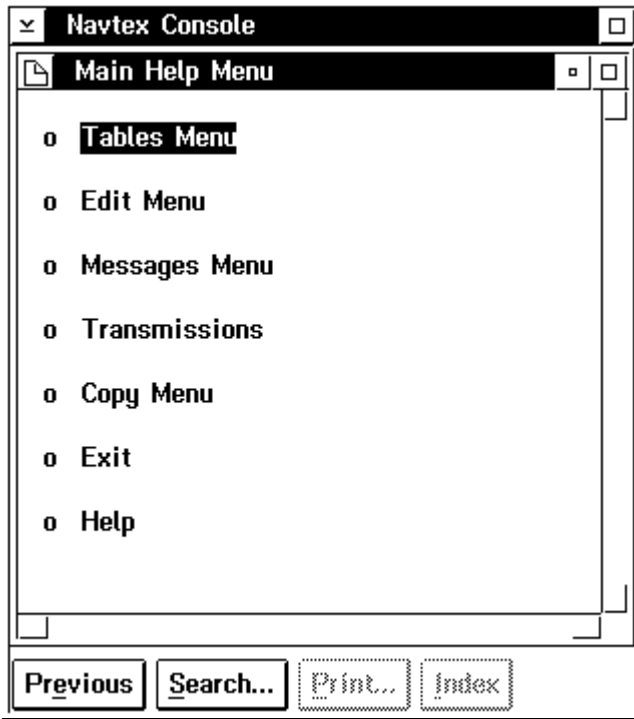 Navtex Console
Main Help Menu
o Tables Menu
o Edit Menu
o Messages Menu
o Transmissions
o Copy Menu
o Exit
o Help
Previous Search... Print... Index